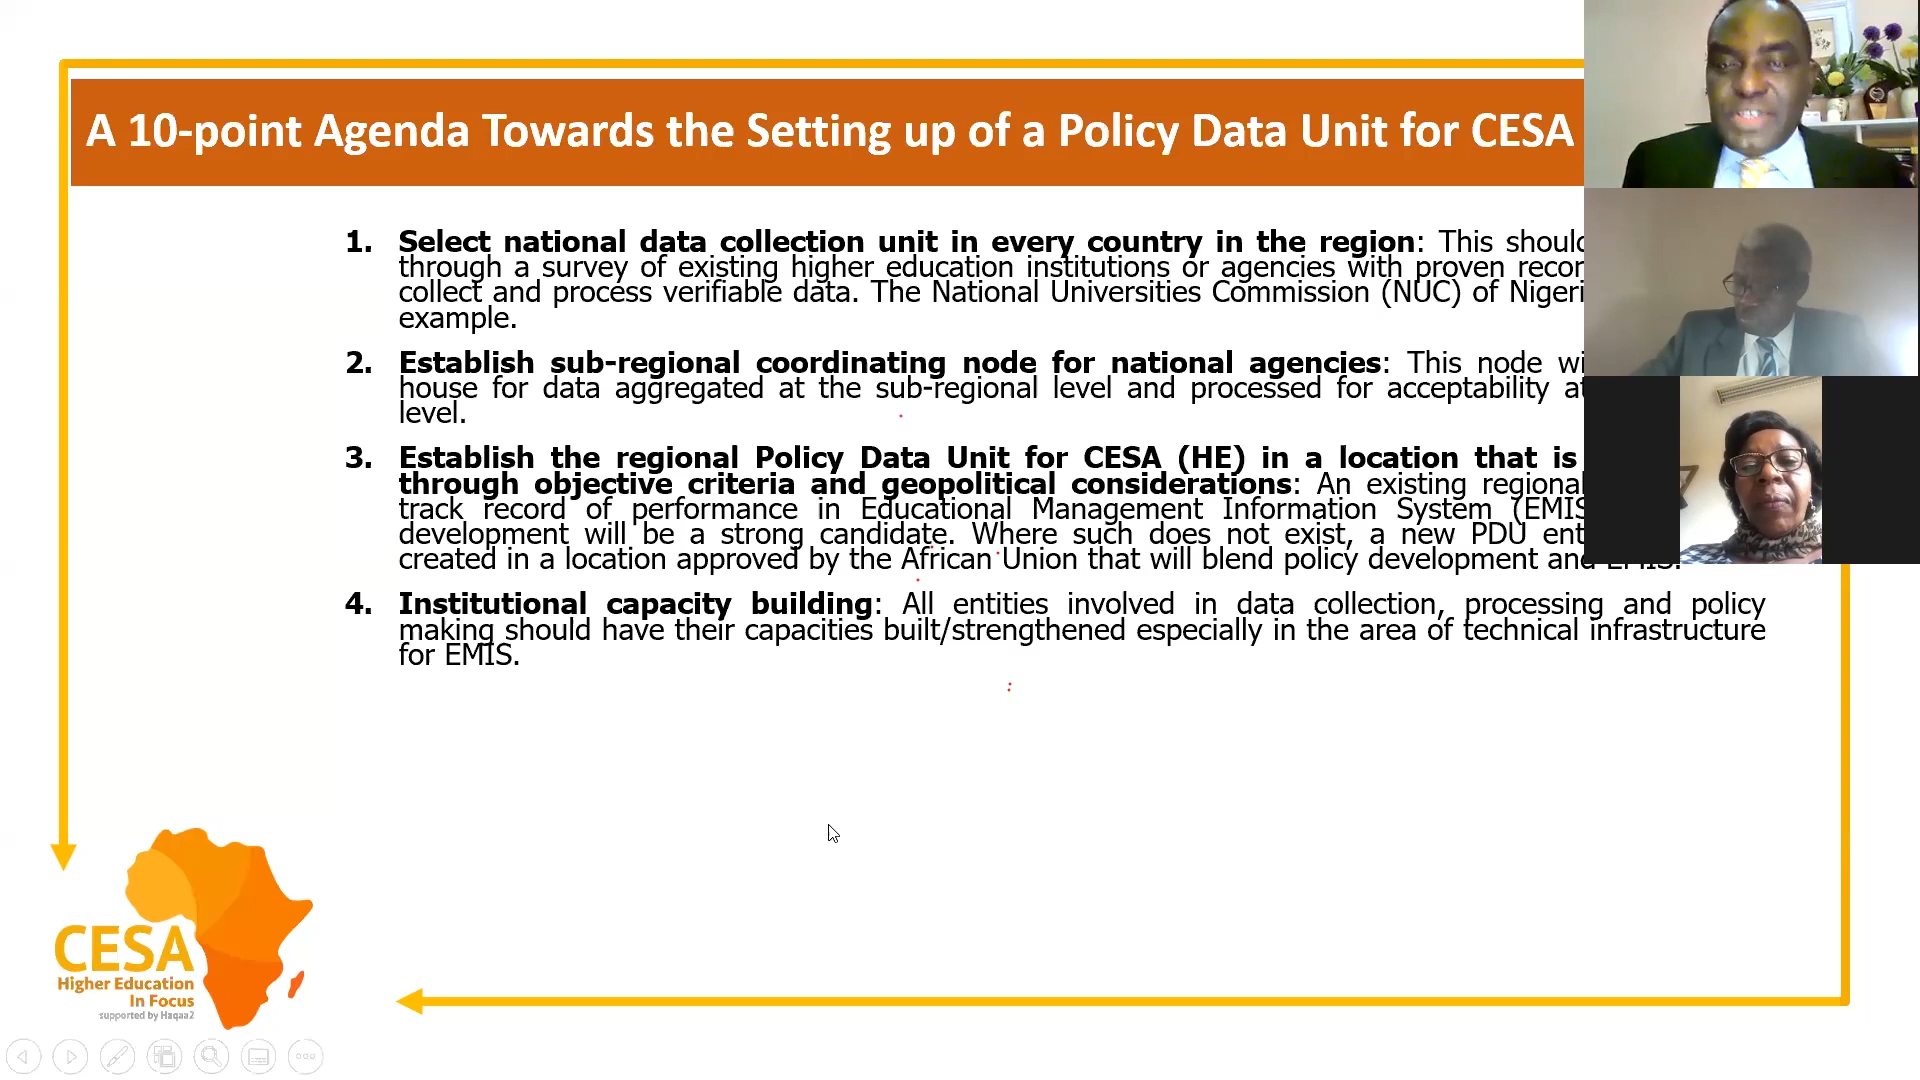 A 10-point Agenda Towards the Setting up of a Policy Data Unit for CESA
1. Select national data collection unit in every country in the region: This should
through a survey of existing higher education institutions or agencies with proven
collect and process verifiable data. The National Universities Commission (NUC) of
example.
2. Establish sub-regional coordinating node for national agencies: This node
house for data aggregated at the sub-regional level and processed for acceptability
level.
3. Establish the regional Policy Data Unit for CESA (HE) in a location that is
through objective criteria and geopolitical considerations: An existing regional
track record of performance in Educational Management Information System (EMIS
development will be a strong candidate. Where such does not exist, a new PDU
created in a location approved by the African Union that will blend policy development and EMIS.
4. Institutional capacity building: All entities involved in data collection, processing and policy
making should have their capacities built/strengthened especially in the area of technical infrastructure
for EMIS.
CESA
Higher Education
In Focus
supported by Haqaa2